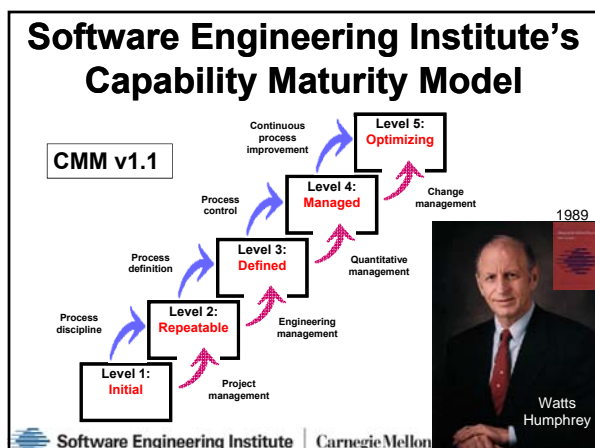 Software Engineering Institute's
Capability Maturity Model
CMM v1.1
Continuous
process
improvement
Level 5:
Optimizing
Process
control
Level 4:
Managed
Change
management
1989
Process
definition
Level 3:
Defined
Quantitative
management
Process
discipline
Level 2:
Repeatable
Engineering
management
Level 1:
Initial
Project
management
Watts
Humphrey
Software Engineering Institute
Carnegie Mellon